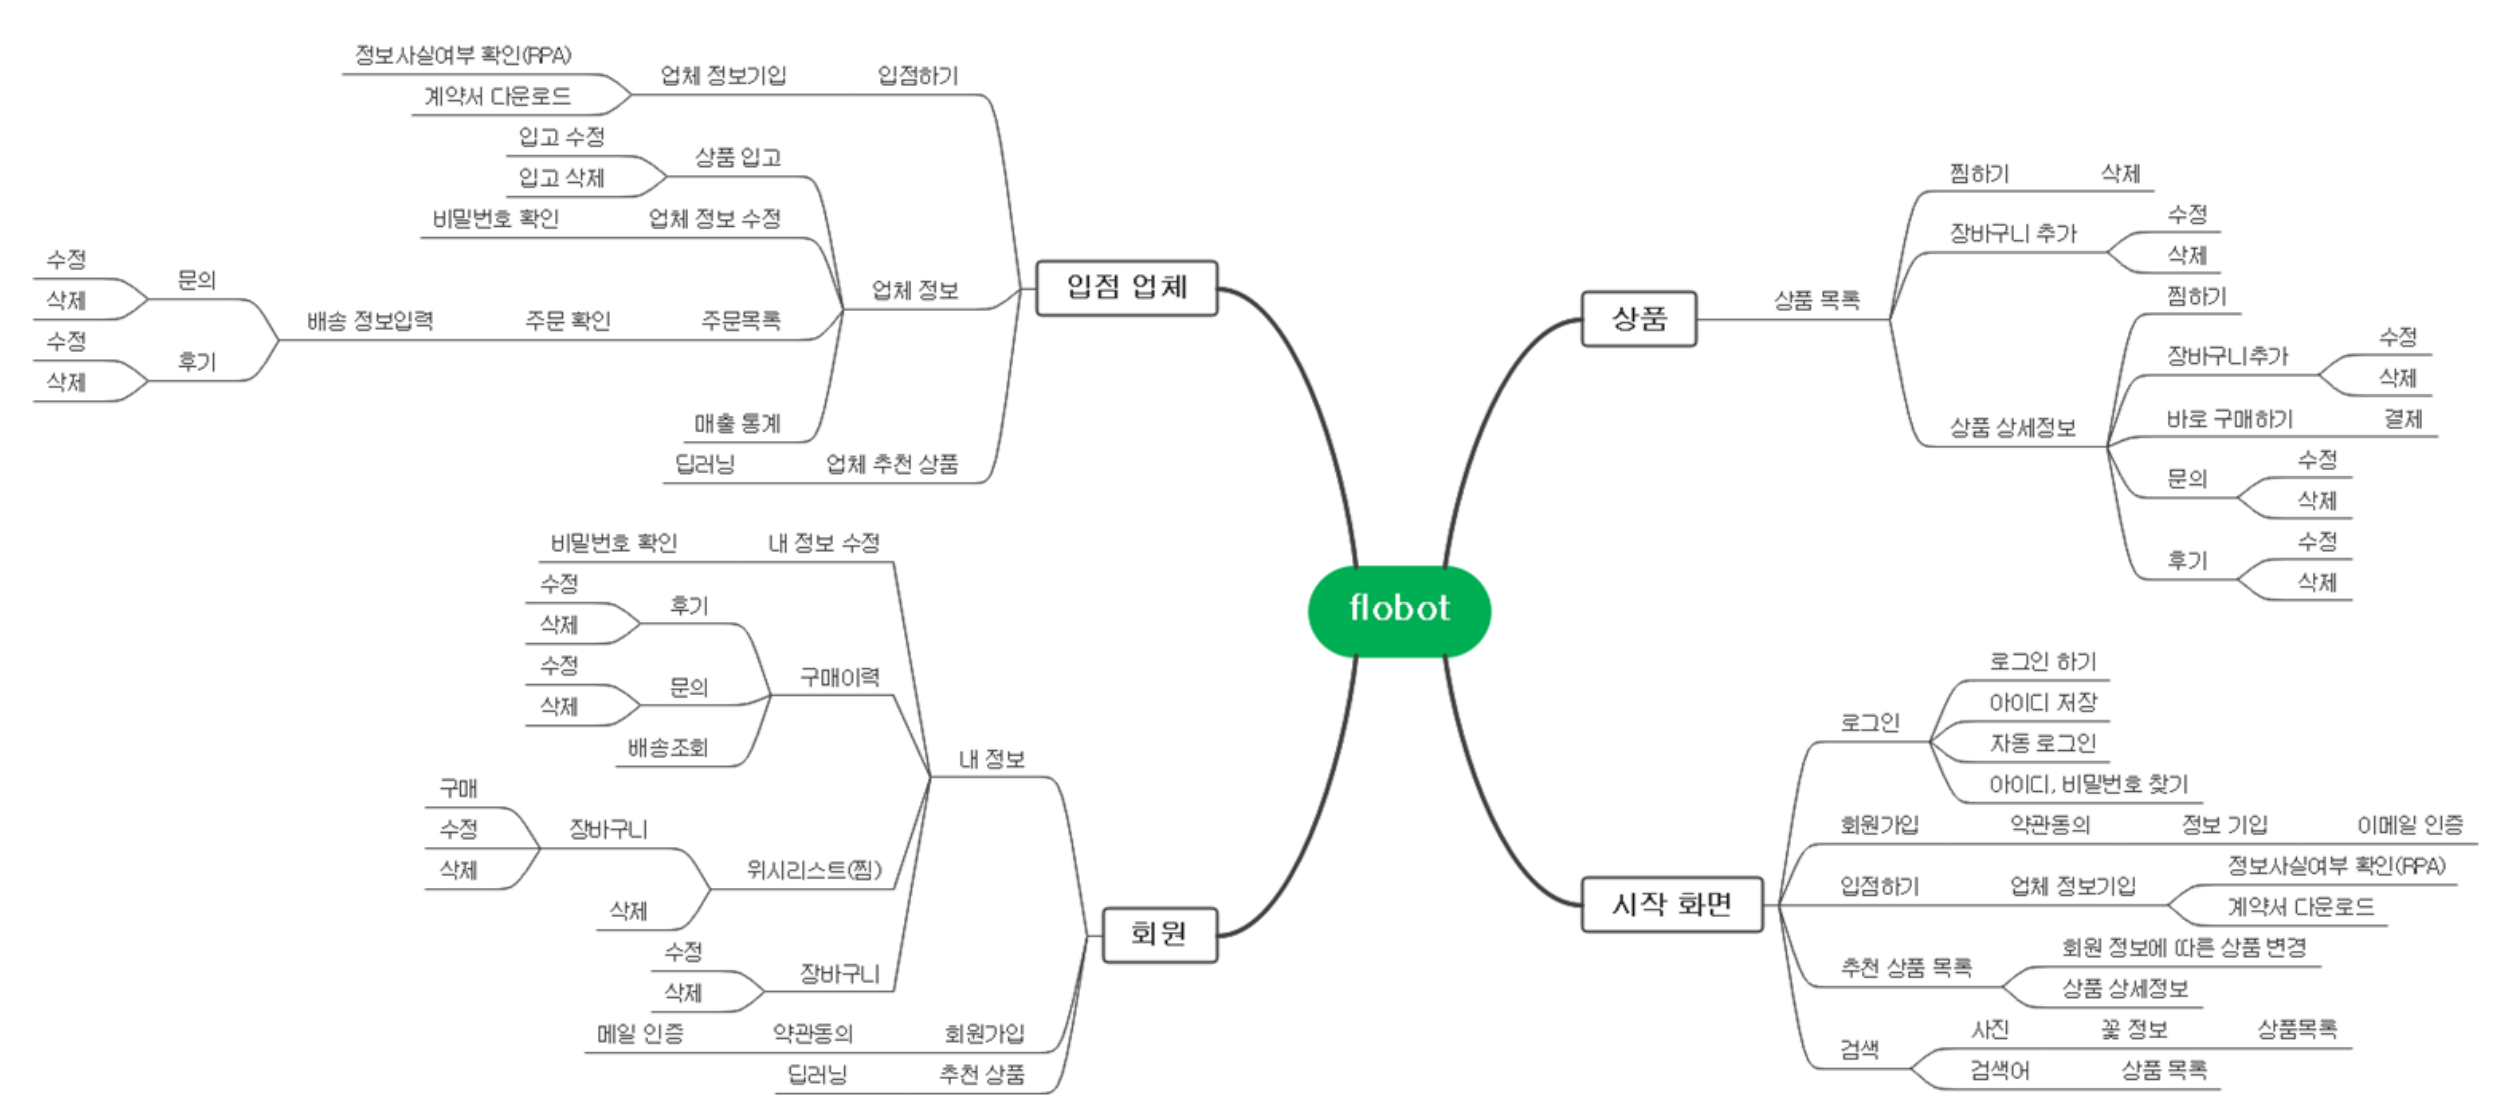 flobot
입점 업체
입점하기
업체 정보기입
정보사실여부 확인(RPA)
계약서 다운로드
업체 정보
상품 입고
입고 수정
입고 삭제
업체 정보 수정
비밀번호 확인
주문목록
주문 확인
배송 정보입력
문의
수정
삭제
후기
수정
삭제
매출 통계
업체 추천 상품
딥러닝
회원
내 정보
내 정보 수정
비밀번호 확인
구매이력
후기
수정
삭제
문의
수정
삭제
배송조회
위시리스트(찜)
장바구니
구매
수정
삭제
삭제
장바구니
수정
삭제
회원가입
약관동의
메일 인증
추천 상품
딥러닝
상품
상품 목록
찜하기
삭제
장바구니 추가
수정
삭제
상품 상세정보
찜하기
장바구니추가
수정
삭제
바로 구매하기
결제
문의
수정
삭제
후기
수정
삭제
시작 화면
로그인
로그인 하기
아이디 저장
자동 로그인
아이디, 비밀번호 찾기
회원가입
약관동의
정보 기입
이메일 인증
입점하기
업체 정보기입
정보사실여부 확인(RPA)
계약서 다운로드
추천 상품 목록
회원 정보에 따른 상품 변경
상품 상세정보
검색
사진
꽃 정보
상품목록
검색어
상품 목록